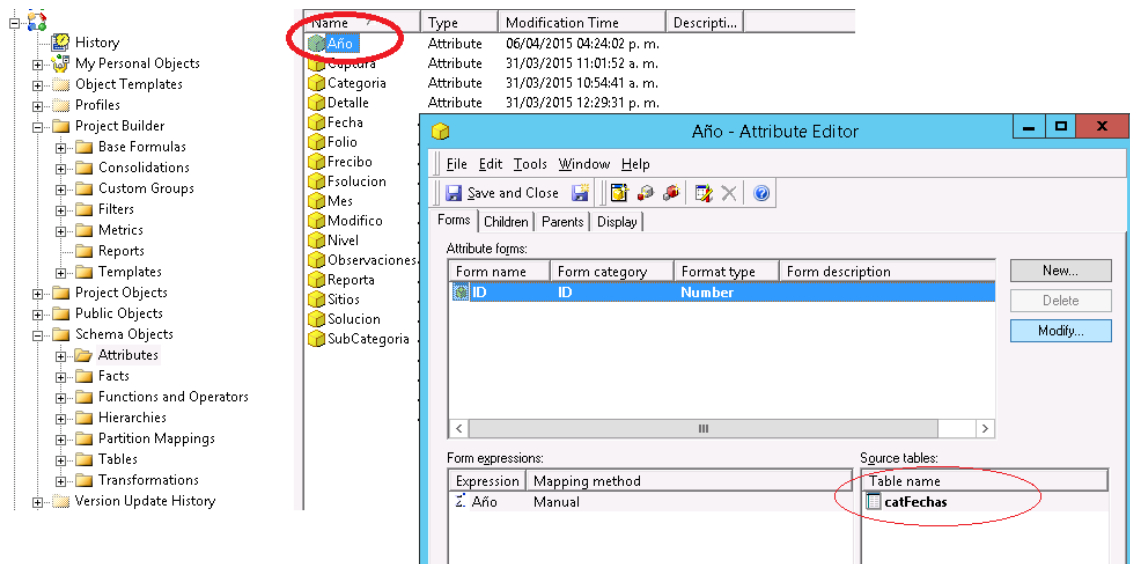 Name Type Modification Time Descripti...
Año Attribute 06/04/2015 04:24:02 p. m.
Captura Attribute 31/03/2015 11:01:52 a. m.
Categoria Attribute 31/03/2015 10:54:41 a. m.
Detalle Attribute 31/03/2015 12:29:31 p. m.
Fecha
Folio
Frecibo
Fsolucion
Mes
Modifico
Nivel
Observaciones
Reporta
Sitios
Solucion
SubCategoria
History
My Personal Objects
Object Templates
Profiles
Project Builder
Base Formulas
Consolidations
Custom Groups
Filters
Metrics
Reports
Templates
Project Objects
Public Objects
Schema Objects
Attributes
Facts
Functions and Operators
Hierarchies
Partition Mappings
Tables
Transformations
Version Update History
Año - Attribute Editor
File Edit Tools Window Help
Save and Close
Forms Children Parents Display
Attribute forms:
Form name Form category Format type Form description
ID ID Number
New...
Delete
Modify...
Form expressions:
Expression Mapping method
Año Manual
Source tables:
Table name
catFechas